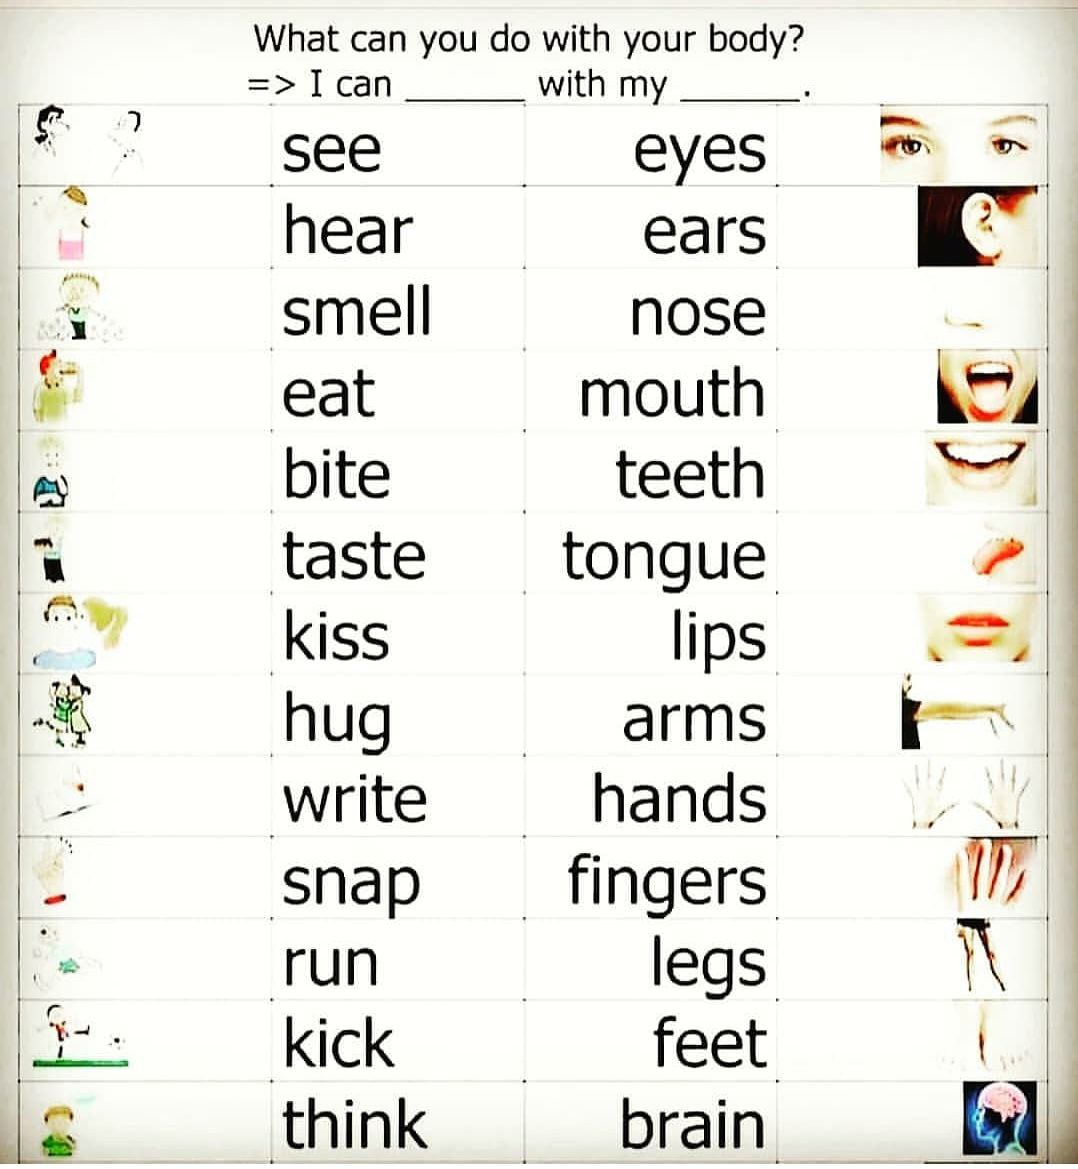 What can you do with your body?
=> I can ______ with my ______.
see eyes
hear ears
smell nose
eat mouth
bite teeth
taste tongue
kiss lips
hug arms
write hands
snap fingers
run legs
kick feet
think brain